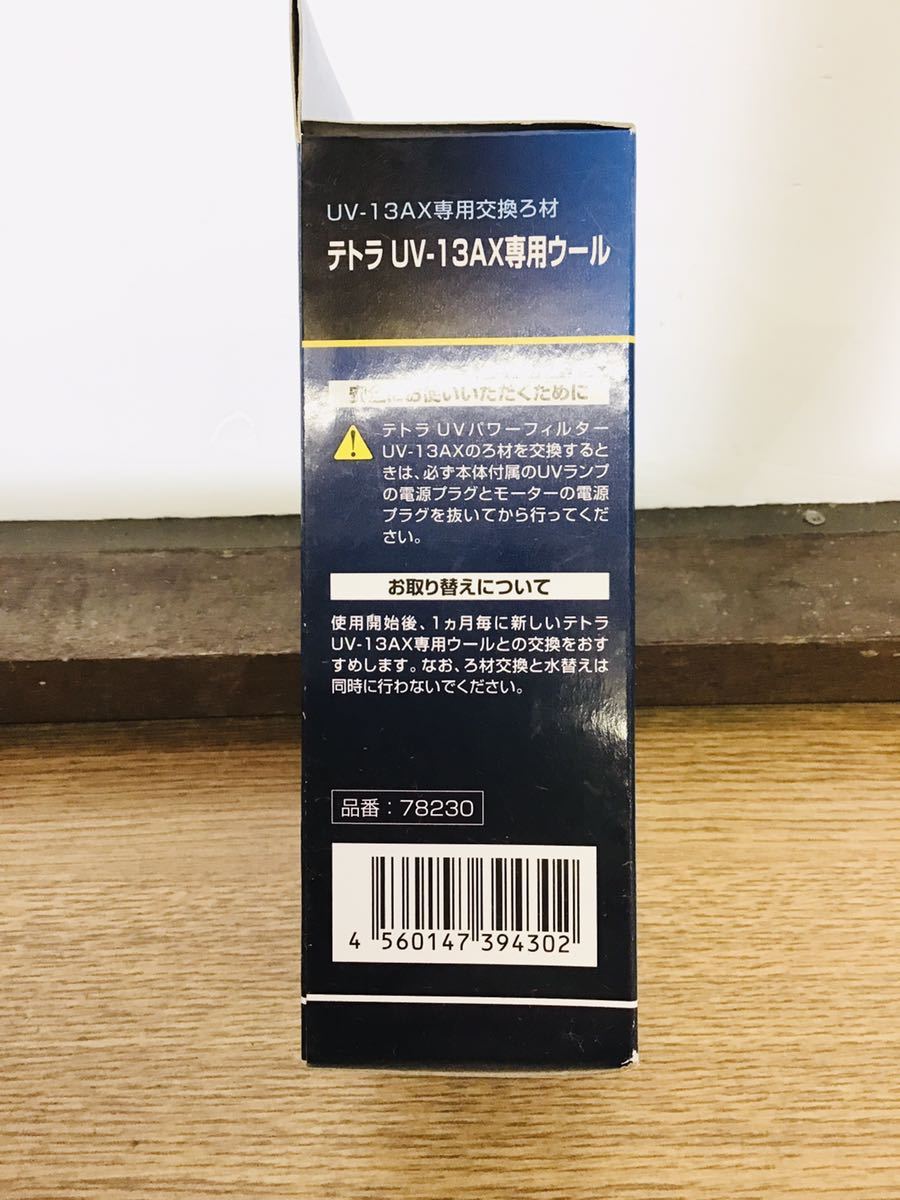 UV-13AX専用交換ろ材
テトラ UV-13AX専用ウール
安全にお使いいただくために
テトラ UVパワーフィルター
UV-13AXのろ材を交換すると
きは、必ず本体付属のUVランプ
の電源プラグとモーターの電源
プラグを抜いてから行ってくだ
さい。
お取り替えについて
使用開始後、1ヵ月毎に新しいテトラ
UV-13AX専用ウールとの交換をおす
すめします。なお、ろ材交換と水替えは
同時に行わないでください。
品番：78230
4 560147 394302